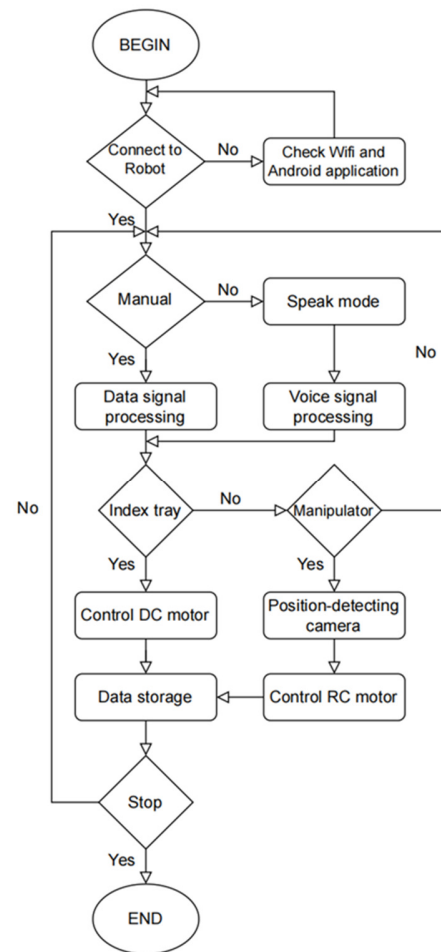 BEGIN
Connect to
Robot
No
Check Wifi and
Android application
Yes
Manual
No
Speak mode
No
Yes
Data signal
processing
Voice signal
processing
No
Index tray
No
Manipulator
Yes
Yes
Control DC motor
Position-detecting
camera
Data storage
Control RC motor
Stop
Yes
END